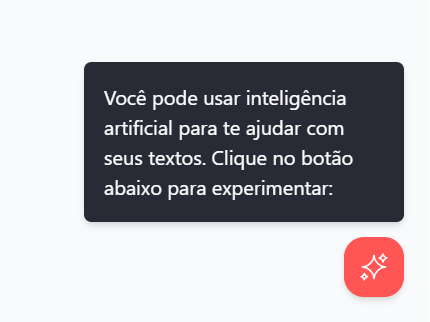 Você pode usar inteligência
artificial para te ajudar com
seus textos. Clique no botão
abaixo para experimentar: